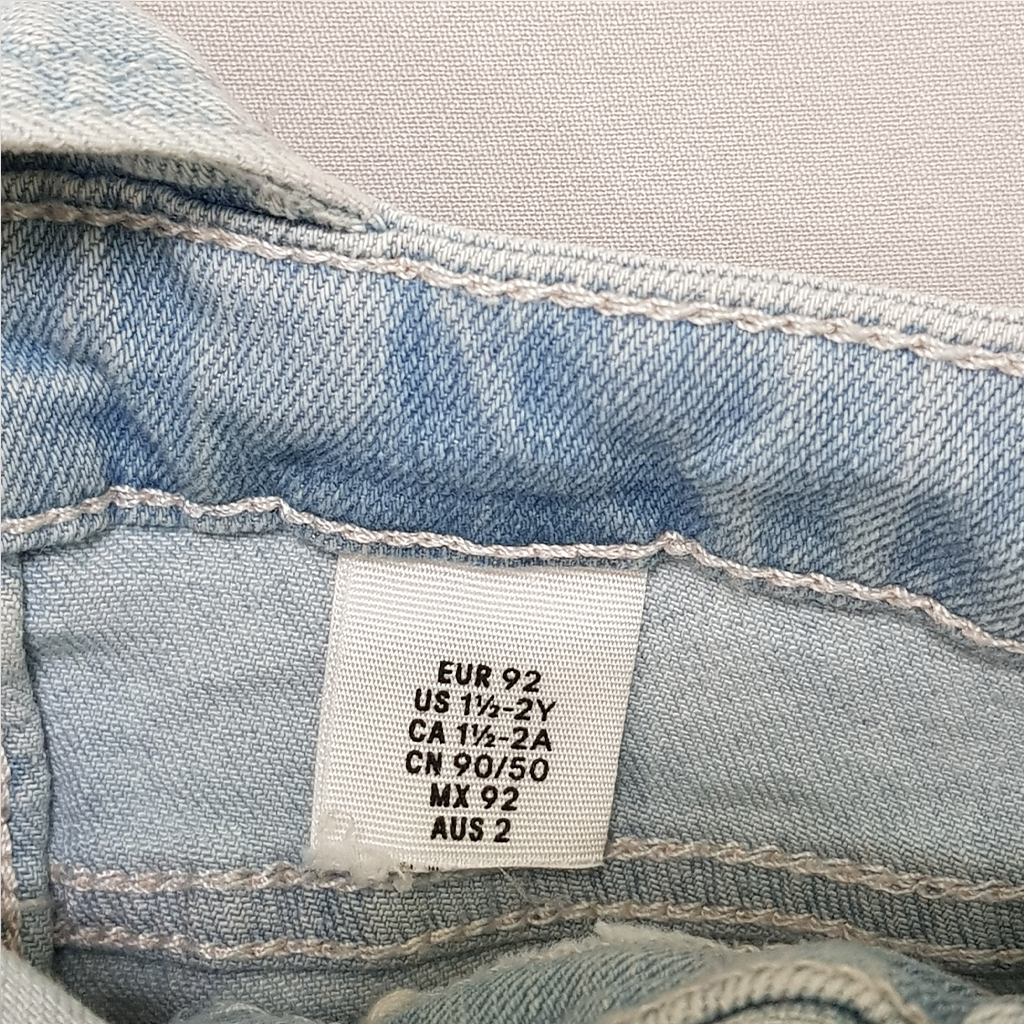 EUR 92
US 1½-2Y
CA 1½-2A
CN 90/50
MX 92
AUS 2